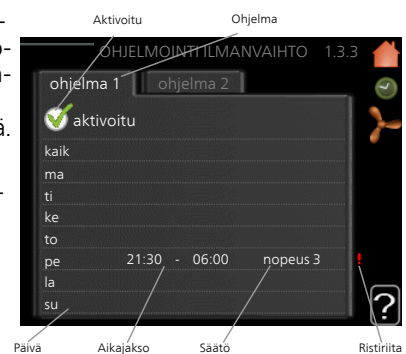 Aktivoitu Ohjelma
OHJELMOINTI ILMANVAIHTO 1.3.3
ohjelma 1 ohjelma 2
aktivoitu
kaik
ma
ti
ke
to
pe 21:30 - 06:00 nopeus 3 !
la
su ?
Päivä Aikajakso Säätö Ristiriita